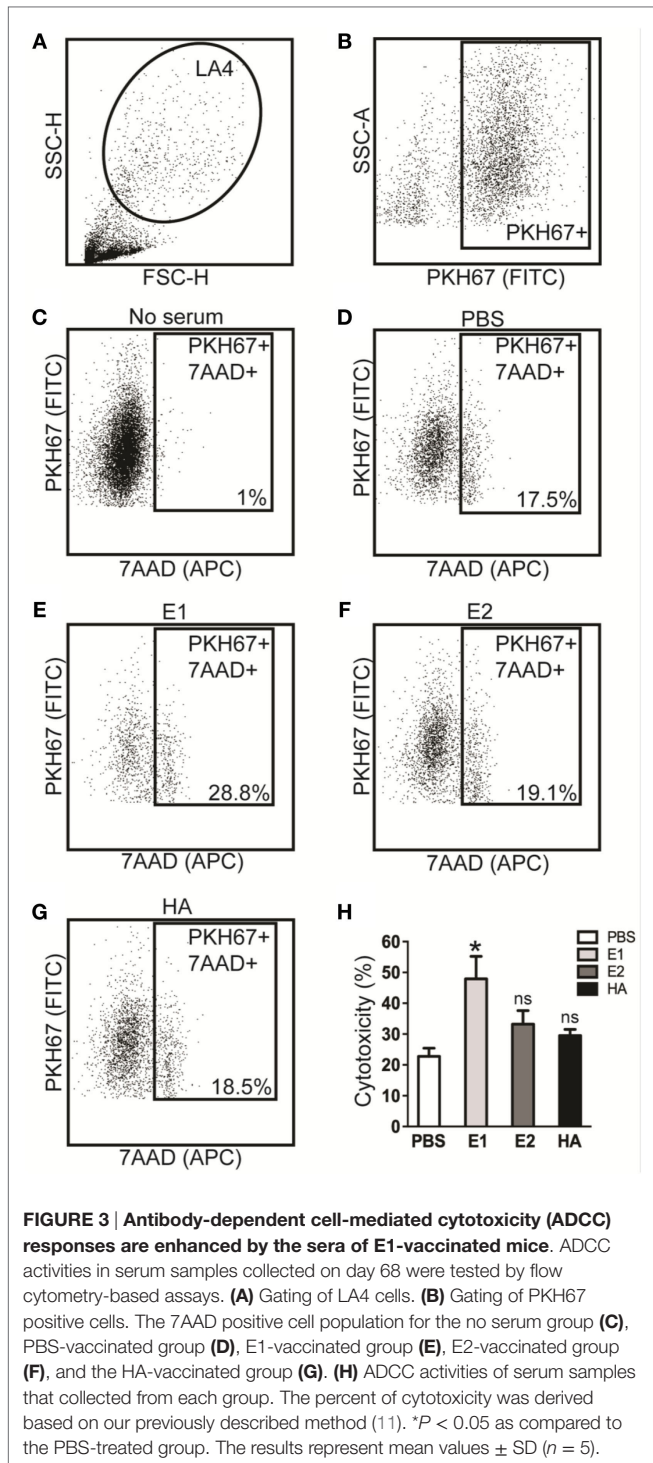 A
SSC-H
LA4
FSC-H
B
SSC-A
PKH67+
PKH67 (FITC)
C
No serum
PKH67 (FITC)
PKH67+
7AAD+
1%
7AAD (APC)
D
PBS
PKH67 (FITC)
PKH67+
7AAD+
17.5%
7AAD (APC)
E
E1
PKH67 (FITC)
PKH67+
7AAD+
28.8%
7AAD (APC)
F
E2
PKH67 (FITC)
PKH67+
7AAD+
19.1%
7AAD (APC)
G
HA
PKH67 (FITC)
PKH67+
7AAD+
18.5%
7AAD (APC)
H
Cytotoxicity (%)
60
50
40
30
20
10
0
*
ns
ns
PBS
E1
E2
HA
PBS
E1
E2
HA
FIGURE 3 | Antibody-dependent cell-mediated cytotoxicity (ADCC)
responses are enhanced by the sera of E1-vaccinated mice. ADCC
activities in serum samples collected on day 68 were tested by flow
cytometry-based assays. (A) Gating of LA4 cells. (B) Gating of PKH67
positive cells. The 7AAD positive cell population for the no serum group (C),
PBS-vaccinated group (D), E1-vaccinated group (E), E2-vaccinated group
(F), and the HA-vaccinated group (G). (H) ADCC activities of serum samples
that collected from each group. The percent of cytotoxicity was derived
based on our previously described method (11). *P < 0.05 as compared to
the PBS-treated group. The results represent mean values ± SD (n = 5).